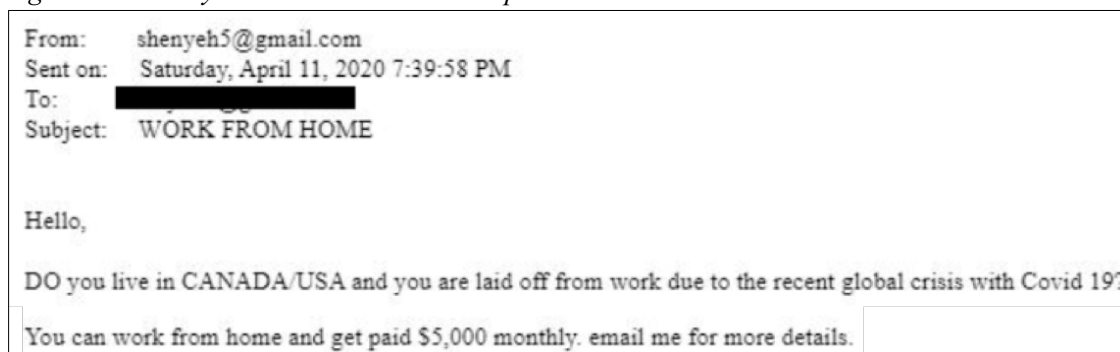 From: shenyeh5@gmail.com
Sent on: Saturday, April 11, 2020 7:39:58 PM
To:
Subject: WORK FROM HOME
Hello,
DO you live in CANADA/USA and you are laid off from work due to the recent global crisis with Covid 19?
You can work from home and get paid $5,000 monthly. email me for more details.